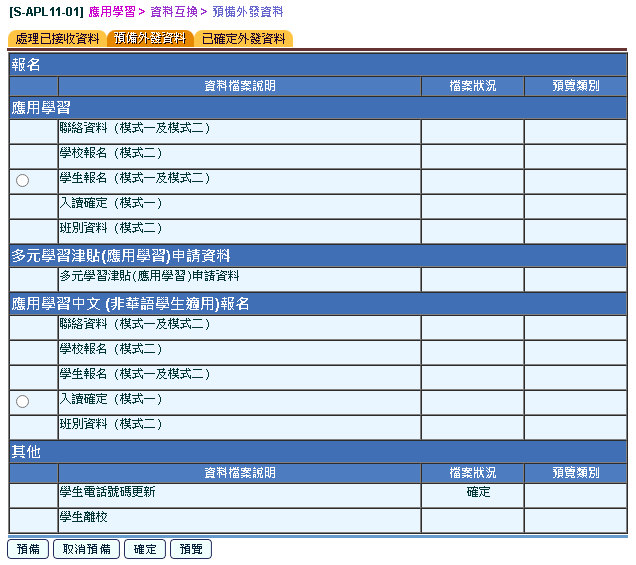 [S-APL11-01] 應用學習 > 資料互換 > 預備外發資料
處理已接收資料 預備外發資料 已確定外發資料
報名
資料檔案說明 檔案狀況 預覽類別
應用學習
聯絡資料 (模式一及模式二)
學校報名 (模式二)
學生報名 (模式一及模式二)
入讀確定 (模式一)
班別資料 (模式二)
多元學習津貼(應用學習)申請資料
多元學習津貼(應用學習)申請資料
應用學習中文 (非華語學生適用)報名
聯絡資料 (模式一及模式二)
學校報名 (模式二)
學生報名 (模式一及模式二)
入讀確定 (模式一)
班別資料 (模式二)
其他
資料檔案說明 檔案狀況 預覽類別
學生電話號碼更新 確定
學生離校
預備 取消預備 確定 預覽